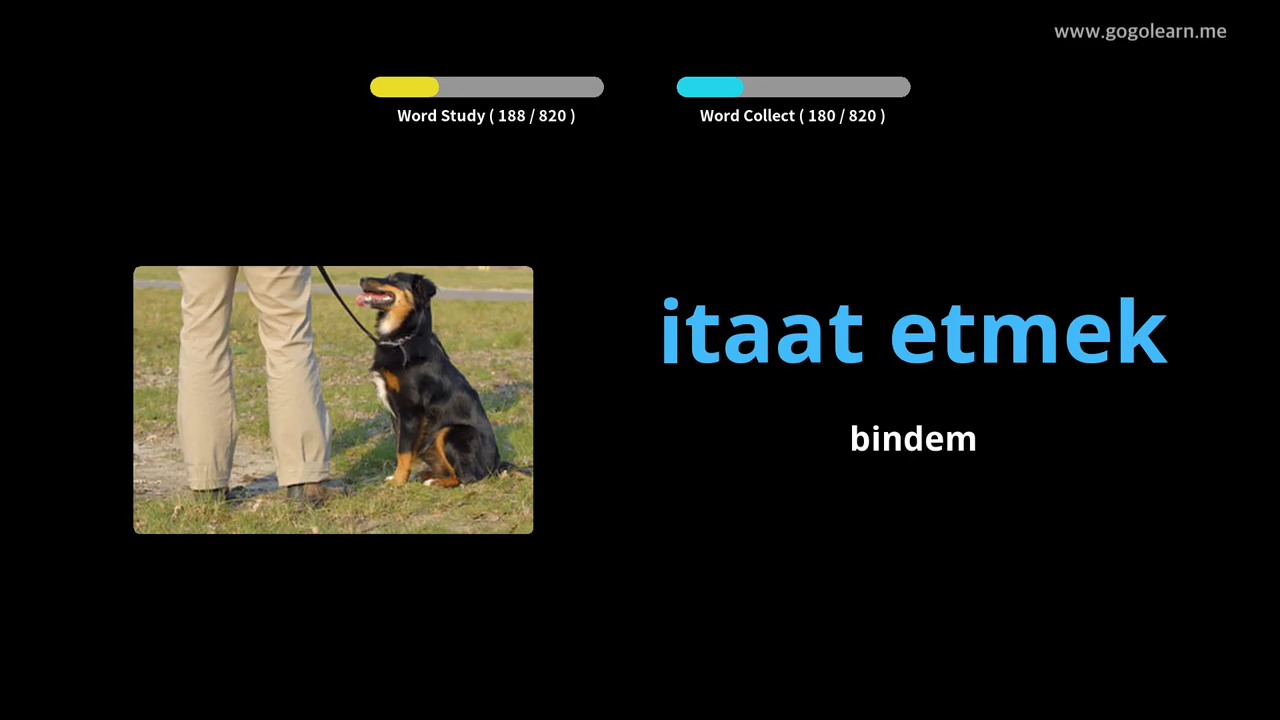 www.gogolearn.me
Word Study ( 188 / 820 )
Word Collect ( 180 / 820 )
itaat etmek
bindem